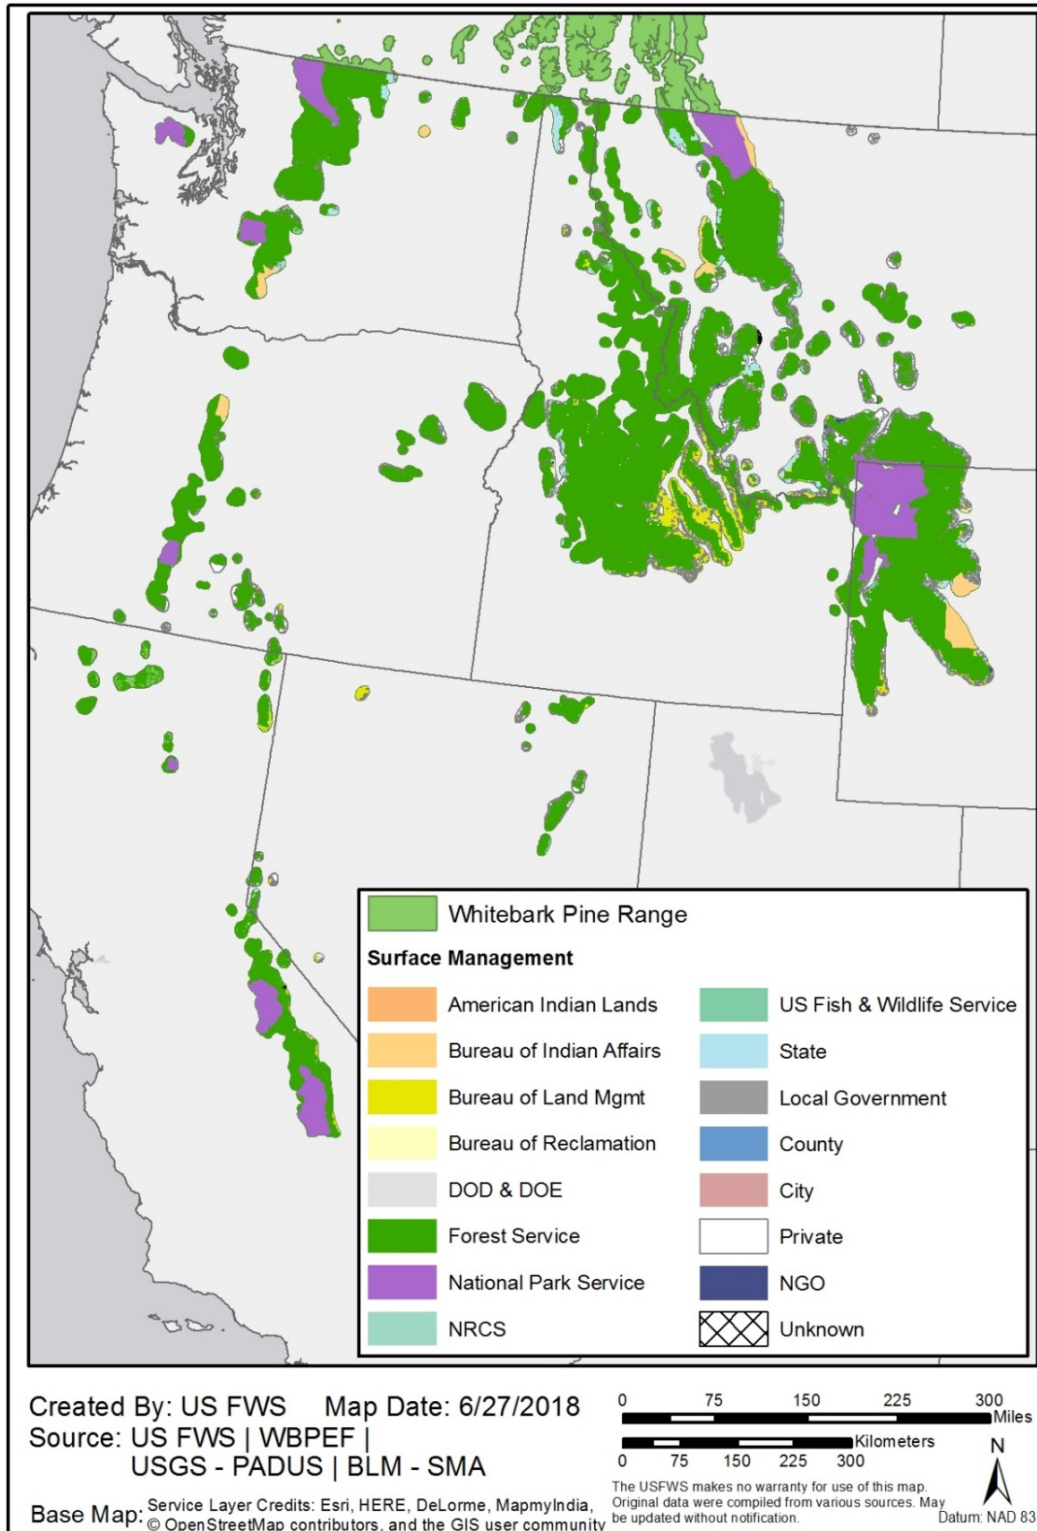 Whitebark Pine Range
Surface Management
American Indian Lands
Bureau of Indian Affairs
Bureau of Land Mgmt
Bureau of Reclamation
DOD & DOE
Forest Service
National Park Service
NRCS
US Fish & Wildlife Service
State
Local Government
County
City
Private
NGO
Unknown
Created By: US FWS Map Date: 6/27/2018
Source: US FWS | WBPEF |
USGS - PADUS | BLM - SMA
Base Map: Service Layer Credits: Esri, HERE, DeLorme, MapmyIndia,
© OpenStreetMap contributors, and the GIS user community
0 75 150 225 300
Miles
Kilometers
0 75 150 225 300
The USFWS makes no warranty for use of this map.
Original data were compiled from various sources. May
be updated without notification.
N
Datum: NAD 83